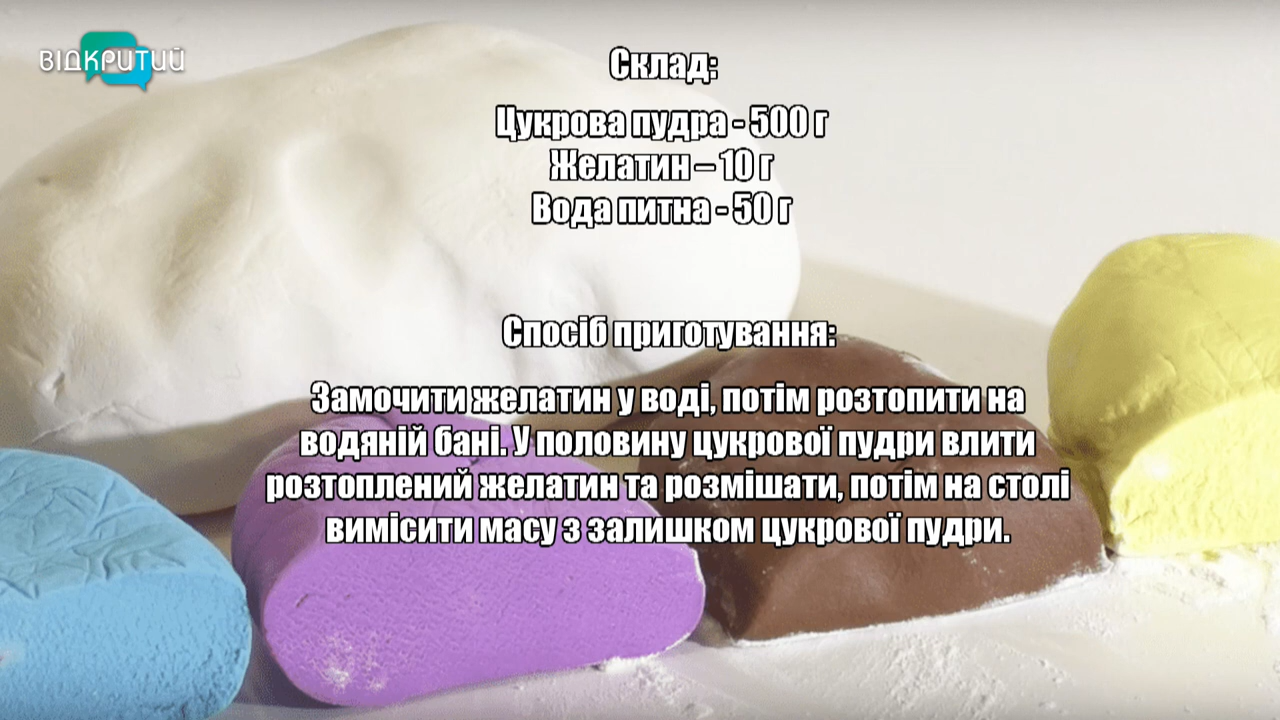 ВІДКРИТИЙ
Склад:
Цукрова пудра - 500 г
Желатин – 10 г
Вода питна - 50 г
Спосіб приготування:
Замочити желатин у воді, потім розтопити на
водяній бані. У половину цукрової пудри влити
розтоплений желатин та розмішати, потім на столі
вимісити масу з залишком цукрової пудри.